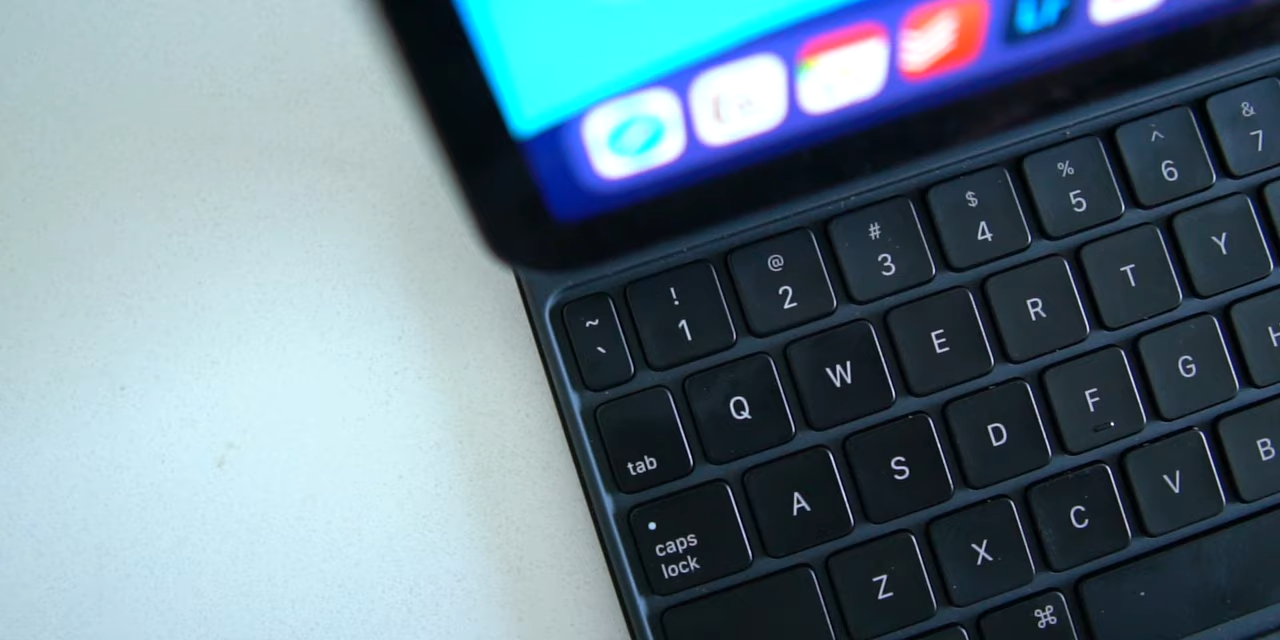 ~ ! @ # $ % ^ &
` 1 2 3 4 5 6 7
tab Q W E R T Y
caps lock A S D F G H
Z X C V B
⌘